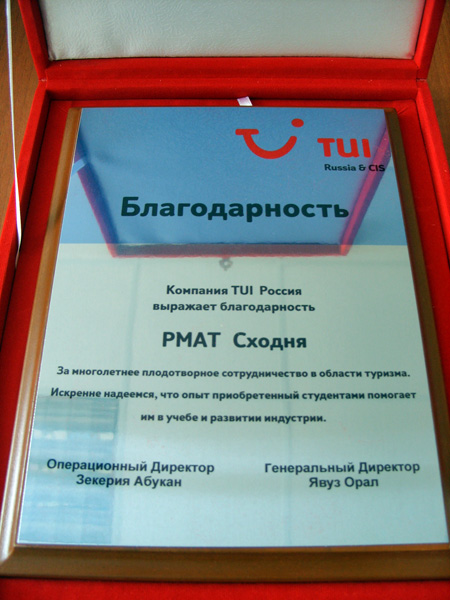 TUI
Russia & CIS
Благодарность
Компания TUI Россия
выражает благодарность
РМАТ Сходня
За многолетнее плодотворное сотрудничество в области туризма.
Искренне надеемся, что опыт приобретенный студентами помогает
им в учебе и развитии индустрии.
Операционный Директор
Зекерия Абукан
Генеральный Директор
Явуз Орал